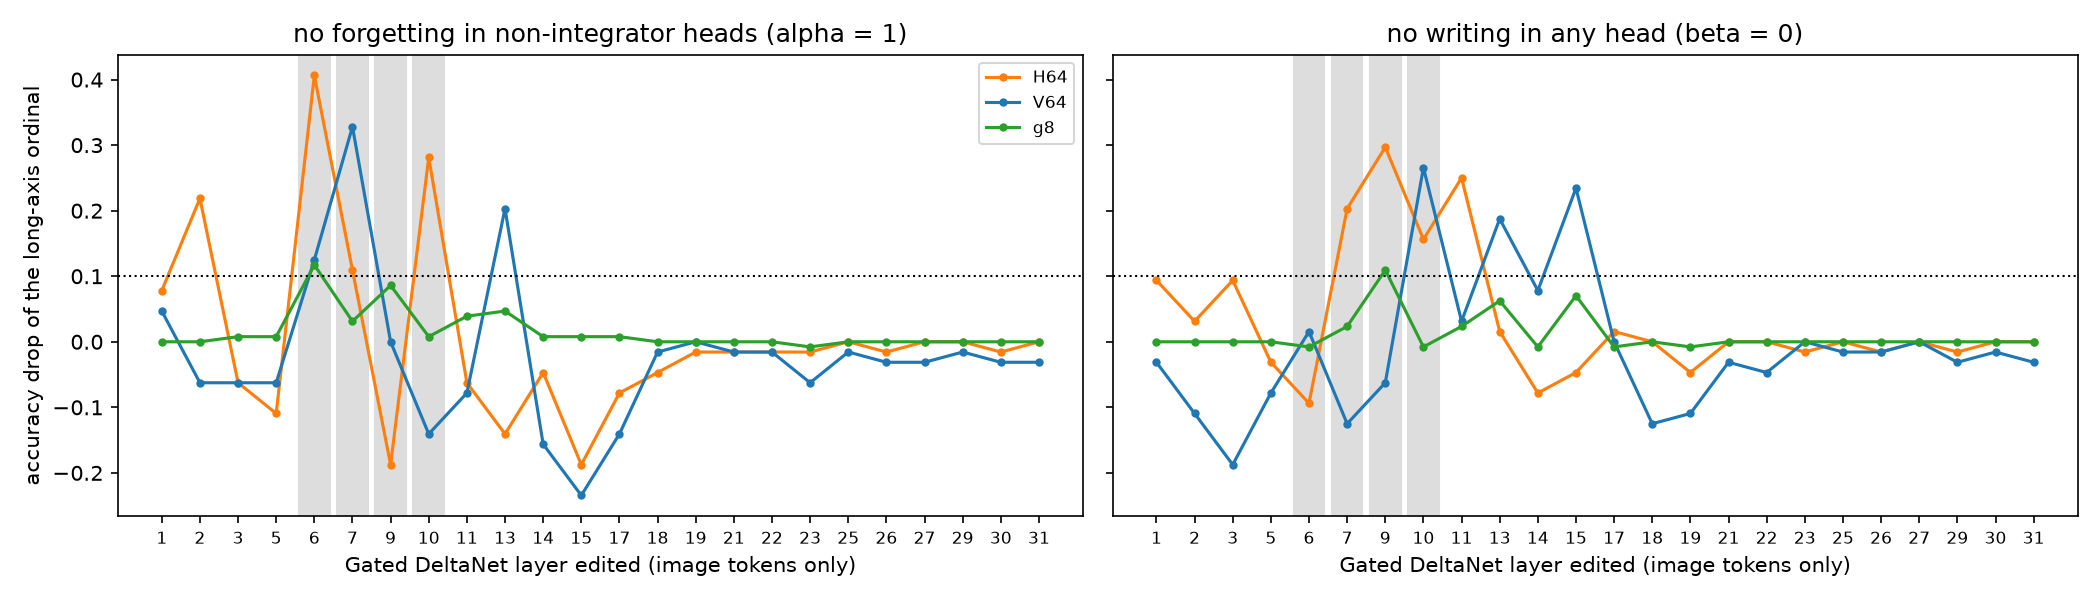 no forgetting in non-integrator heads (alpha = 1)
no writing in any head (beta = 0)
accuracy drop of the long-axis ordinal
0.4
0.3
0.2
0.1
0.0
−0.1
−0.2
H64
V64
g8
1 2 3 5 6 7 9 10 11 13 14 15 17 18 19 21 22 23 25 26 27 29 30 31
Gated DeltaNet layer edited (image tokens only)
1 2 3 5 6 7 9 10 11 13 14 15 17 18 19 21 22 23 25 26 27 29 30 31
Gated DeltaNet layer edited (image tokens only)